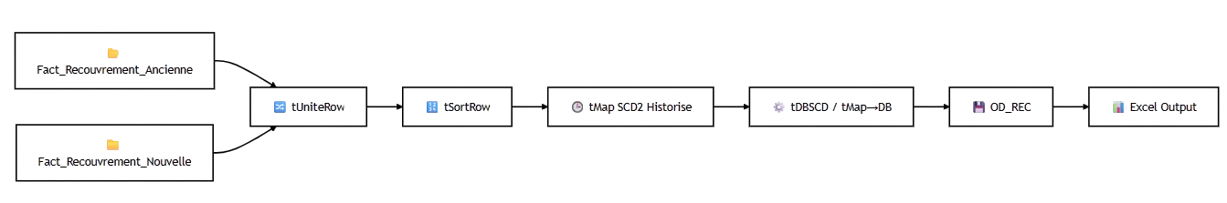 Fact_Recouvrement_Ancienne
Fact_Recouvrement_Nouvelle
tUniteRow
tSortRow
tMap SCD2 Historise
tDBSCD / tMap→DB
OD_REC
Excel Output